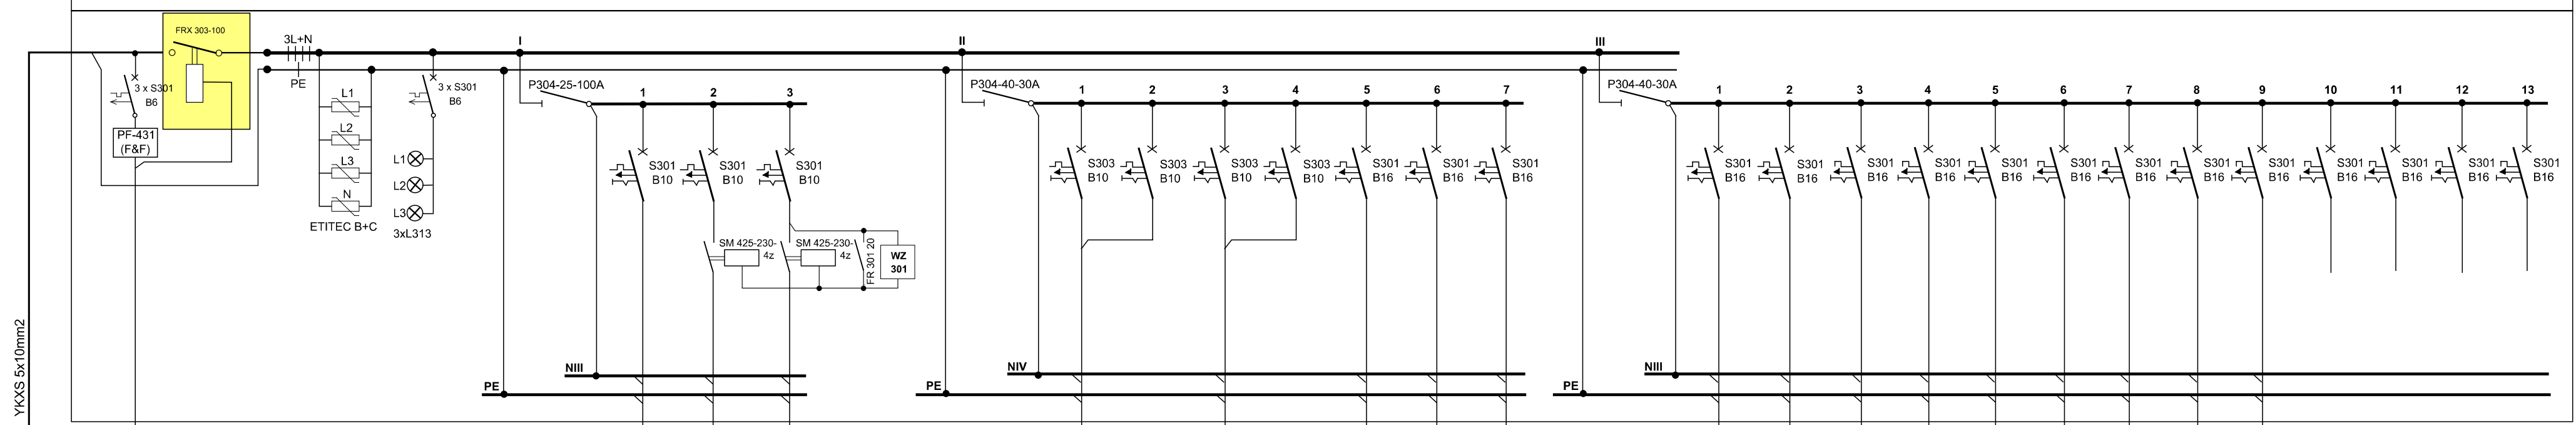 FRX 303-100
3L+N
PE
3 x S301
B6
PF-431
(F&F)
L1
L2
L3
N
ETITEC B+C
3 x S301
B6
L1
L2
L3
3xL313
YKXS 5x10mm2
I
P304-25-100A
1 2 3
S301
B10
S301
B10
S301
B10
SM 425-230-
4z
SM 425-230-
4z
FR 301 20
WZ
301
NIII
PE
II
P304-40-30A
1 2 3 4 5 6 7
S303
B10
S303
B10
S303
B10
S303
B10
S301
B16
S301
B16
S301
B16
NIV
PE
III
P304-40-30A
1 2 3 4 5 6 7 8 9 10 11 12 13
S301
B16
S301
B16
S301
B16
S301
B16
S301
B16
S301
B16
S301
B16
S301
B16
S301
B16
S301
B16
S301
B16
S301
B16
S301
B16
NIII
PE